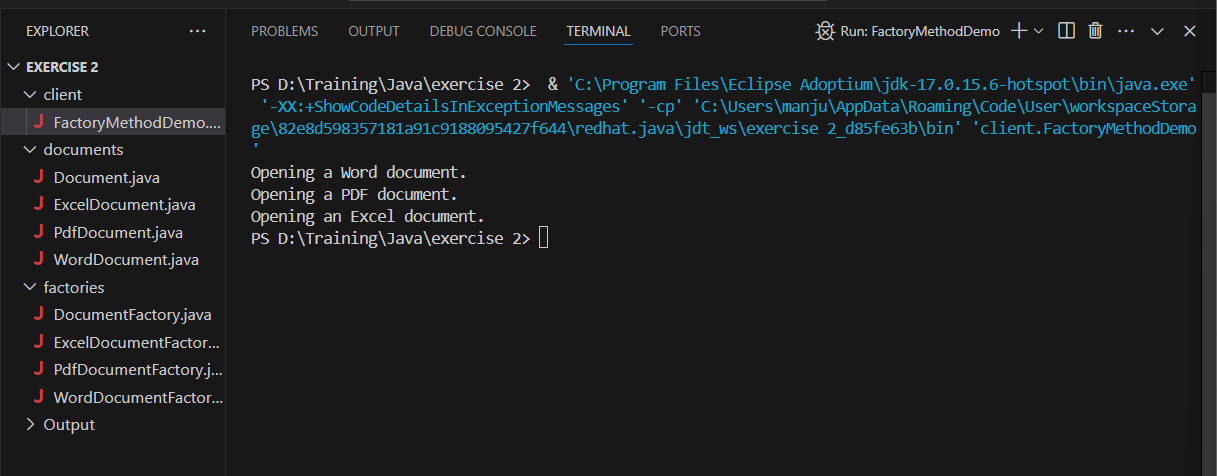 EXPLORER
EXERCISE 2
client
FactoryMethodDemo....
documents
Document.java
ExcelDocument.java
PdfDocument.java
WordDocument.java
factories
DocumentFactory.java
ExcelDocumentFactor...
PdfDocumentFactory.j...
WordDocumentFactor...
Output
PROBLEMS OUTPUT DEBUG CONSOLE TERMINAL PORTS Run: FactoryMethodDemo
PS D:\Training\Java\exercise 2>  & 'C:\Program Files\Eclipse Adoptium\jdk-17.0.15.6-hotspot\bin\java.exe'
 '-XX:+ShowCodeDetailsInExceptionMessages' '-cp' 'C:\Users\manju\AppData\Roaming\Code\User\workspaceStora
ge\82e8d598357181a91c9188095427f644\redhat.java\jdt_ws\exercise 2_d85fe63b\bin' 'client.FactoryMethodDemo
'
Opening a Word document.
Opening a PDF document.
Opening an Excel document.
PS D:\Training\Java\exercise 2>